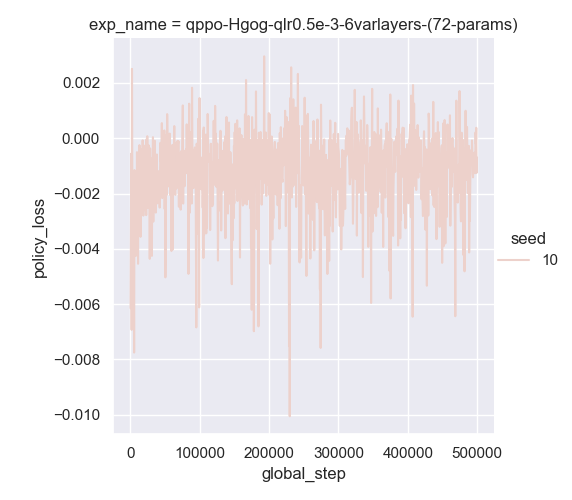 exp_name = qppo-Hgog-qlr0.5e-3-6varlayers-(72-params)
0.002
0.000
−0.002
−0.004
−0.006
−0.008
−0.010
policy_loss
seed
10
0 100000 200000 300000 400000 500000
global_step